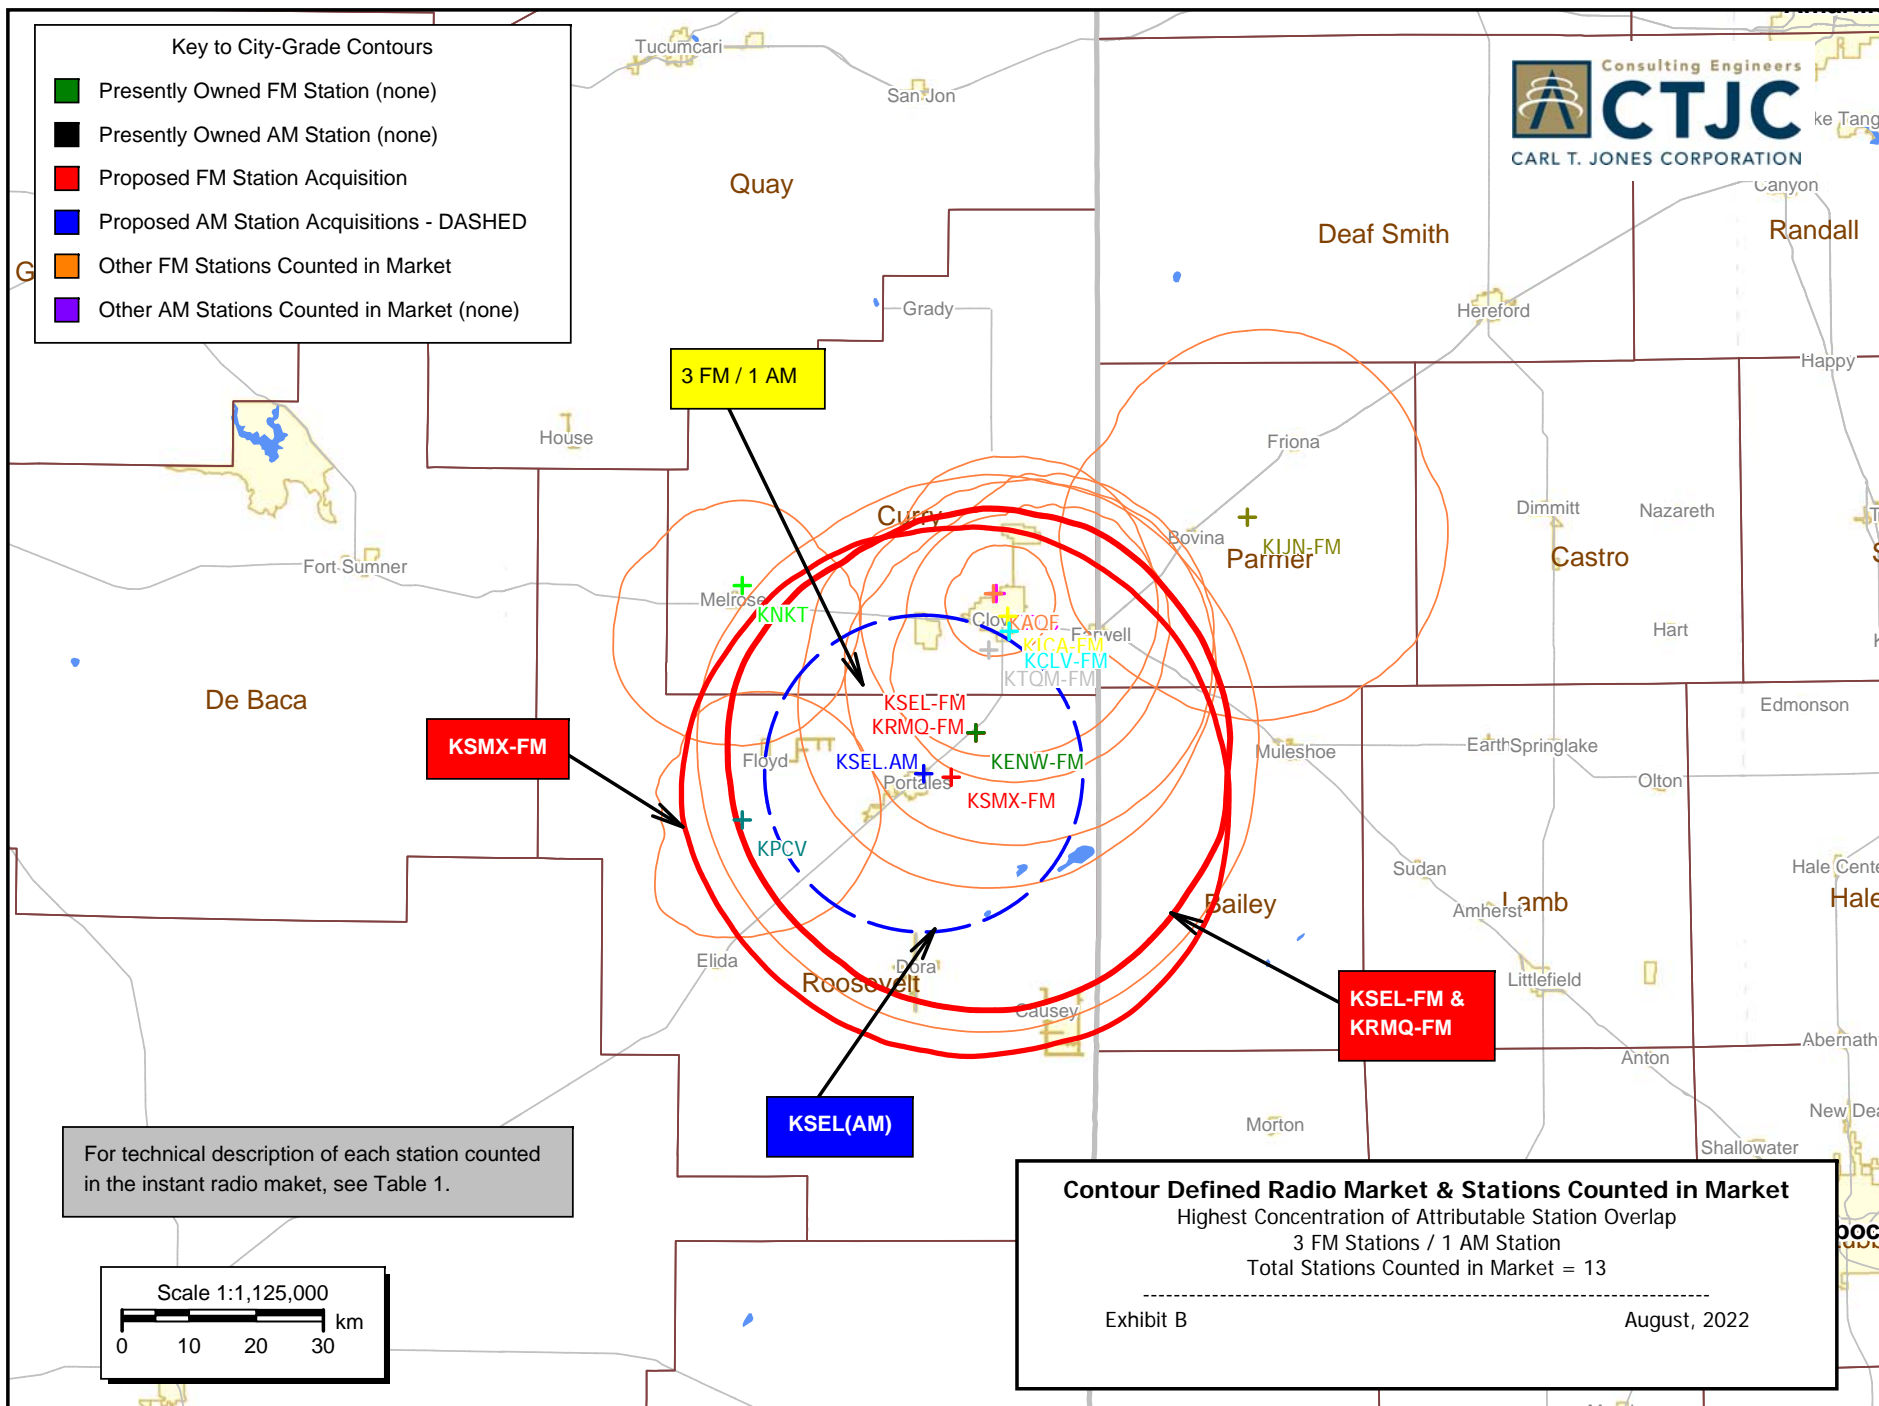 Key to City-Grade Contours
Presently Owned FM Station (none)
Presently Owned AM Station (none)
Proposed FM Station Acquisition
Proposed AM Station Acquisitions - DASHED
Other FM Stations Counted in Market
Other AM Stations Counted in Market (none)
Consulting Engineers
CTJC
CARL T. JONES CORPORATION
Tucumcari
San Jon
Quay
Deaf Smith
Canyon
Randall
Grady
Hereford
Happy
3 FM / 1 AM
House
Friona
Curry
Dimmitt
Nazareth
Bovina
KIJN-FM
Parmer
Castro
Fort Sumner
Melrose
KNKT
KAQF
Hart
KICA-FM
KCLV-FM
KTQM-FM
De Baca
KSEL-FM
KRMQ-FM
Edmonson
KSMX-FM
Floyd
KSEL.AM
KENW-FM
Muleshoe
Earth
Springlake
Portales
KSMX-FM
Olton
KPCV
Sudan
Bailey
Amherst
Lamb
Elida
Dora
Roosevelt
Littlefield
Causey
KSEL-FM &
KRMQ-FM
Anton
KSEL(AM)
Morton
Shallowater
For technical description of each station counted
in the instant radio maket, see Table 1.
Contour Defined Radio Market & Stations Counted in Market
Highest Concentration of Attributable Station Overlap
3 FM Stations / 1 AM Station
Total Stations Counted in Market = 13
Exhibit B August, 2022
Scale 1:1,125,000
km
0 10 20 30